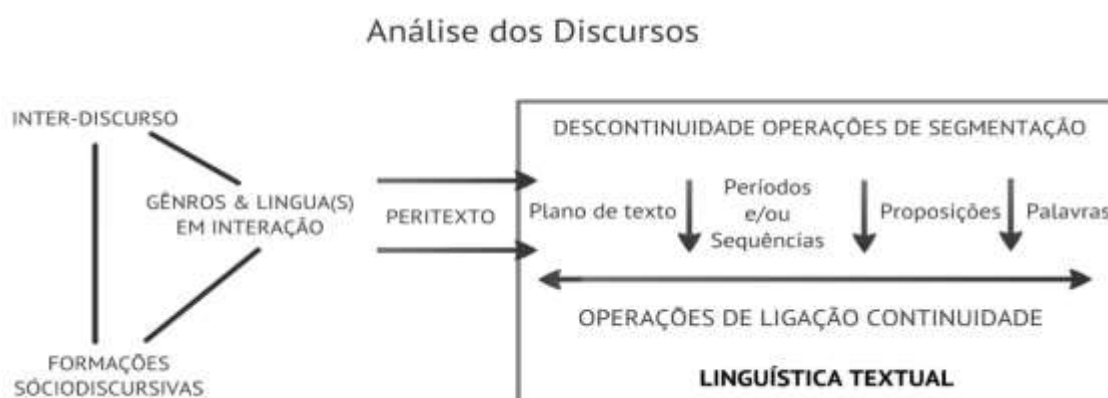 Análise dos Discursos
INTER-DISCURSO
GÊNROS & LINGUA(S)
EM INTERAÇÃO
FORMAÇÕES
SÓCIODISCURSIVAS
PERITEXTO
DESCONTINUIDADE OPERAÇÕES DE SEGMENTAÇÃO
Plano de texto
Períodos
e/ou
Sequências
Proposições
Palavras
OPERAÇÕES DE LIGAÇÃO CONTINUIDADE
LINGUÍSTICA TEXTUAL